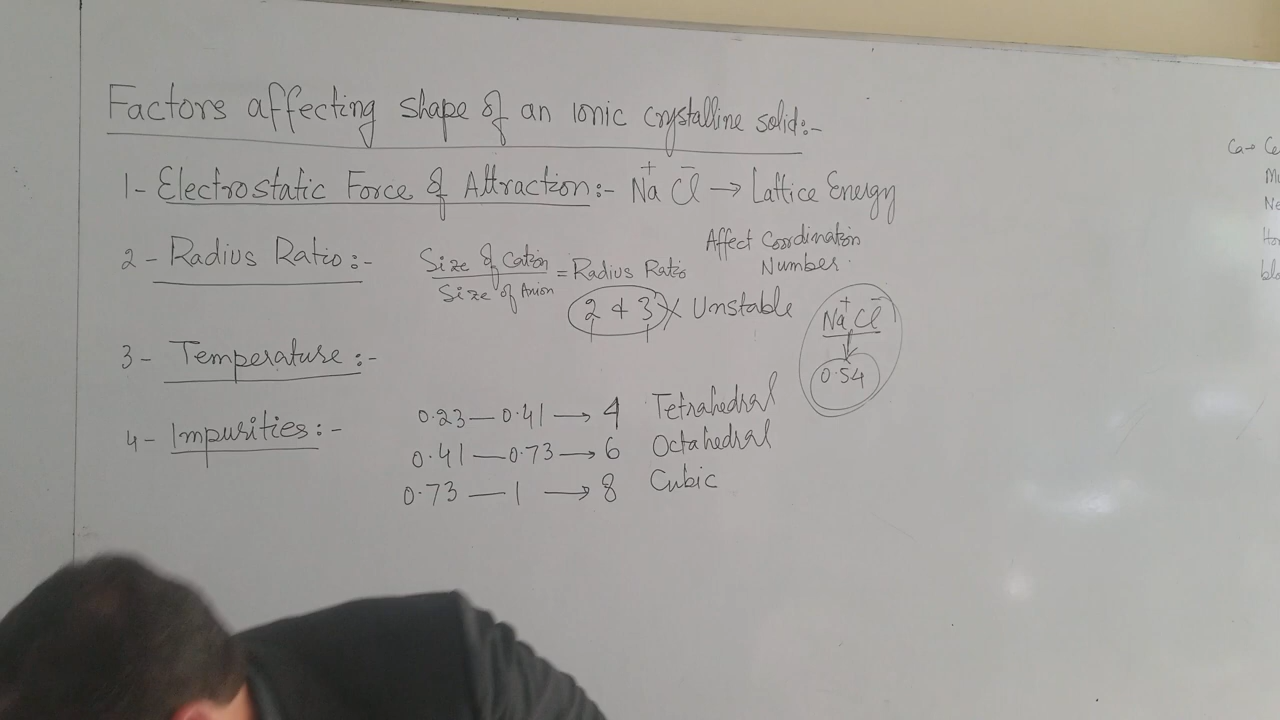 Factors affecting shape of an ionic crystalline solid:-
1- Electrostatic Force of Attraction:- Na⁺ Cl⁻ → Lattice Energy
2- Radius Ratio:- Size of Cation / Size of Anion = Radius Ratio
Affect Coordination
Number.
2 & 3 X Unstable
Na⁺ Cl⁻
0.54
3- Temperature:-
4- Impurities:-
0.23—0.41 → 4 Tetrahedral
0.41—0.73 → 6 Octahedral
0.73—1 → 8 Cubic
Ca→
Ne